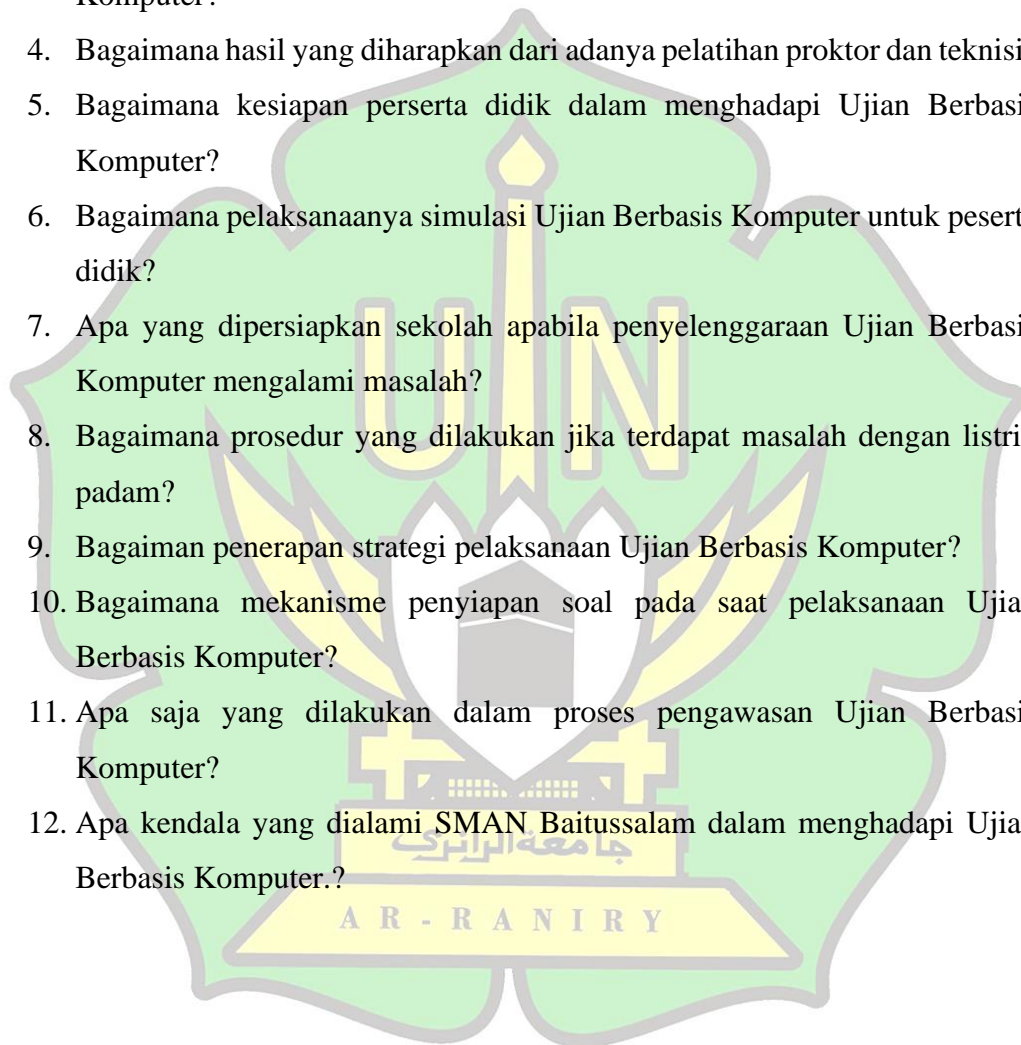 Komputer?
4. Bagaimana hasil yang diharapkan dari adanya pelatihan proktor dan teknisi
5. Bagaimana kesiapan perserta didik dalam menghadapi Ujian Berbasi
Komputer?
6. Bagaimana pelaksanaanya simulasi Ujian Berbasis Komputer untuk pesert
didik?
7. Apa yang dipersiapkan sekolah apabila penyelenggaraan Ujian Berbasi
Komputer mengalami masalah?
8. Bagaimana prosedur yang dilakukan jika terdapat masalah dengan listri
padam?
9. Bagaiman penerapan strategi pelaksanaan Ujian Berbasis Komputer?
10. Bagaimana mekanisme penyiapan soal pada saat pelaksanaan Ujia
Berbasis Komputer?
11. Apa saja yang dilakukan dalam proses pengawasan Ujian Berbasi
Komputer?
12. Apa kendala yang dialami SMAN Baitussalam dalam menghadapi Ujia
Berbasis Komputer.?
UIN
جامعة الرانري
AR-RANIRY